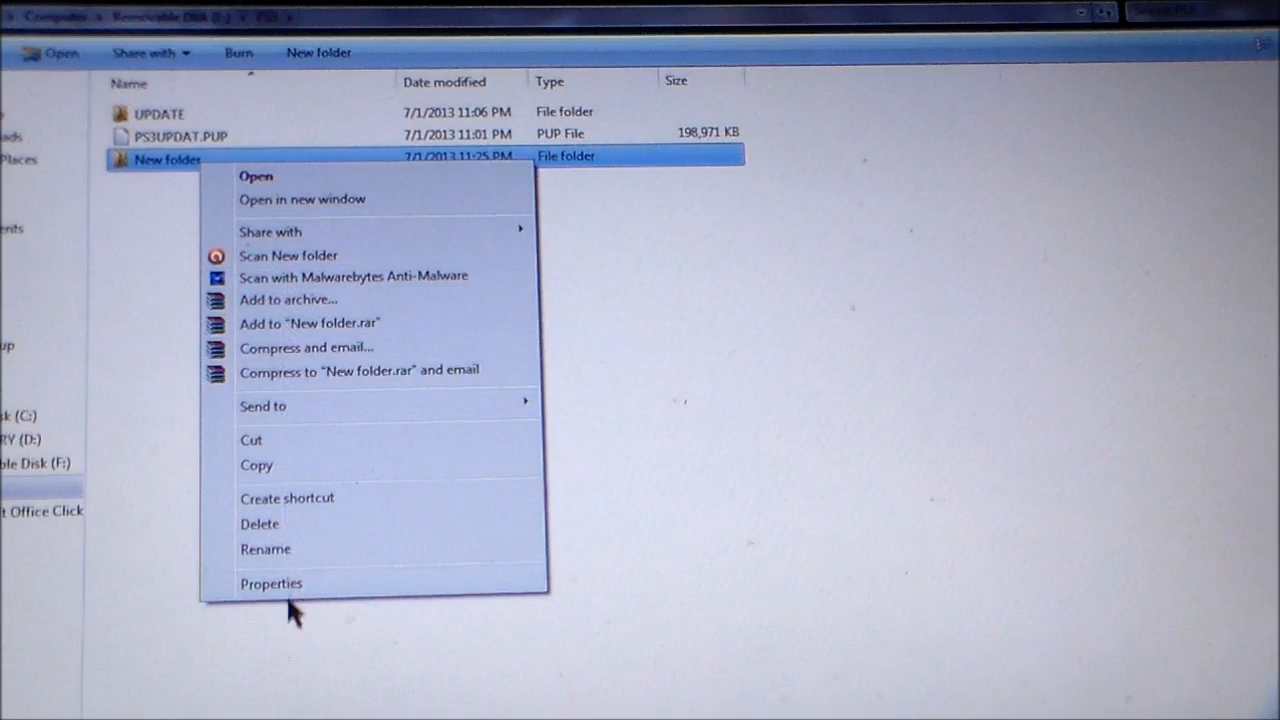 Computer Removable Disk (E:) PS3
Open Share with Burn New folder
Name Date modified Type Size
UPDATE 7/1/2013 11:06 PM File folder
PS3UPDAT.PUP 7/1/2013 11:01 PM PUP File 198,971 KB
New folder 7/1/2013 11:25 PM File folder
Open
Open in new window
Share with
Scan New folder
Scan with Malwarebytes Anti-Malware
Add to archive...
Add to "New folder.rar"
Compress and email...
Compress to "New folder.rar" and email
Send to
Cut
Copy
Create shortcut
Delete
Rename
Properties
ads
Places
ents
up
sk (C:)
RY (D:)
ble Disk (F:)
t Office Click